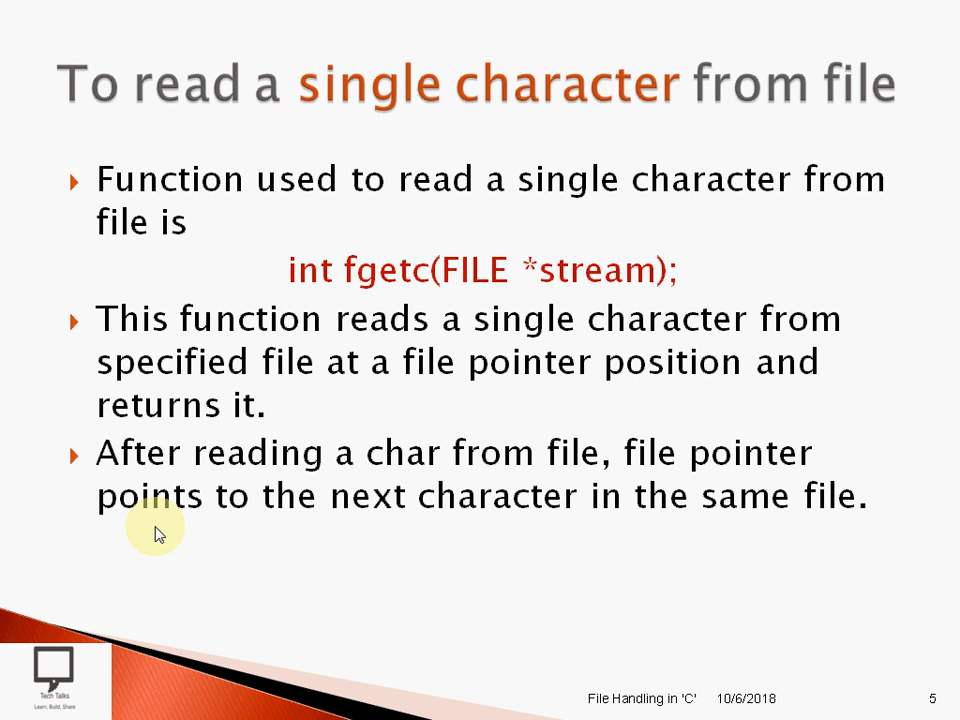 To read a single character from file
Function used to read a single character from
file is
int fgetc(FILE *stream);
This function reads a single character from
specified file at a file pointer position and
returns it.
After reading a char from file, file pointer
points to the next character in the same file.
Tech Talks
Learn, Build, Share
File Handling in 'C' 10/6/2018 5